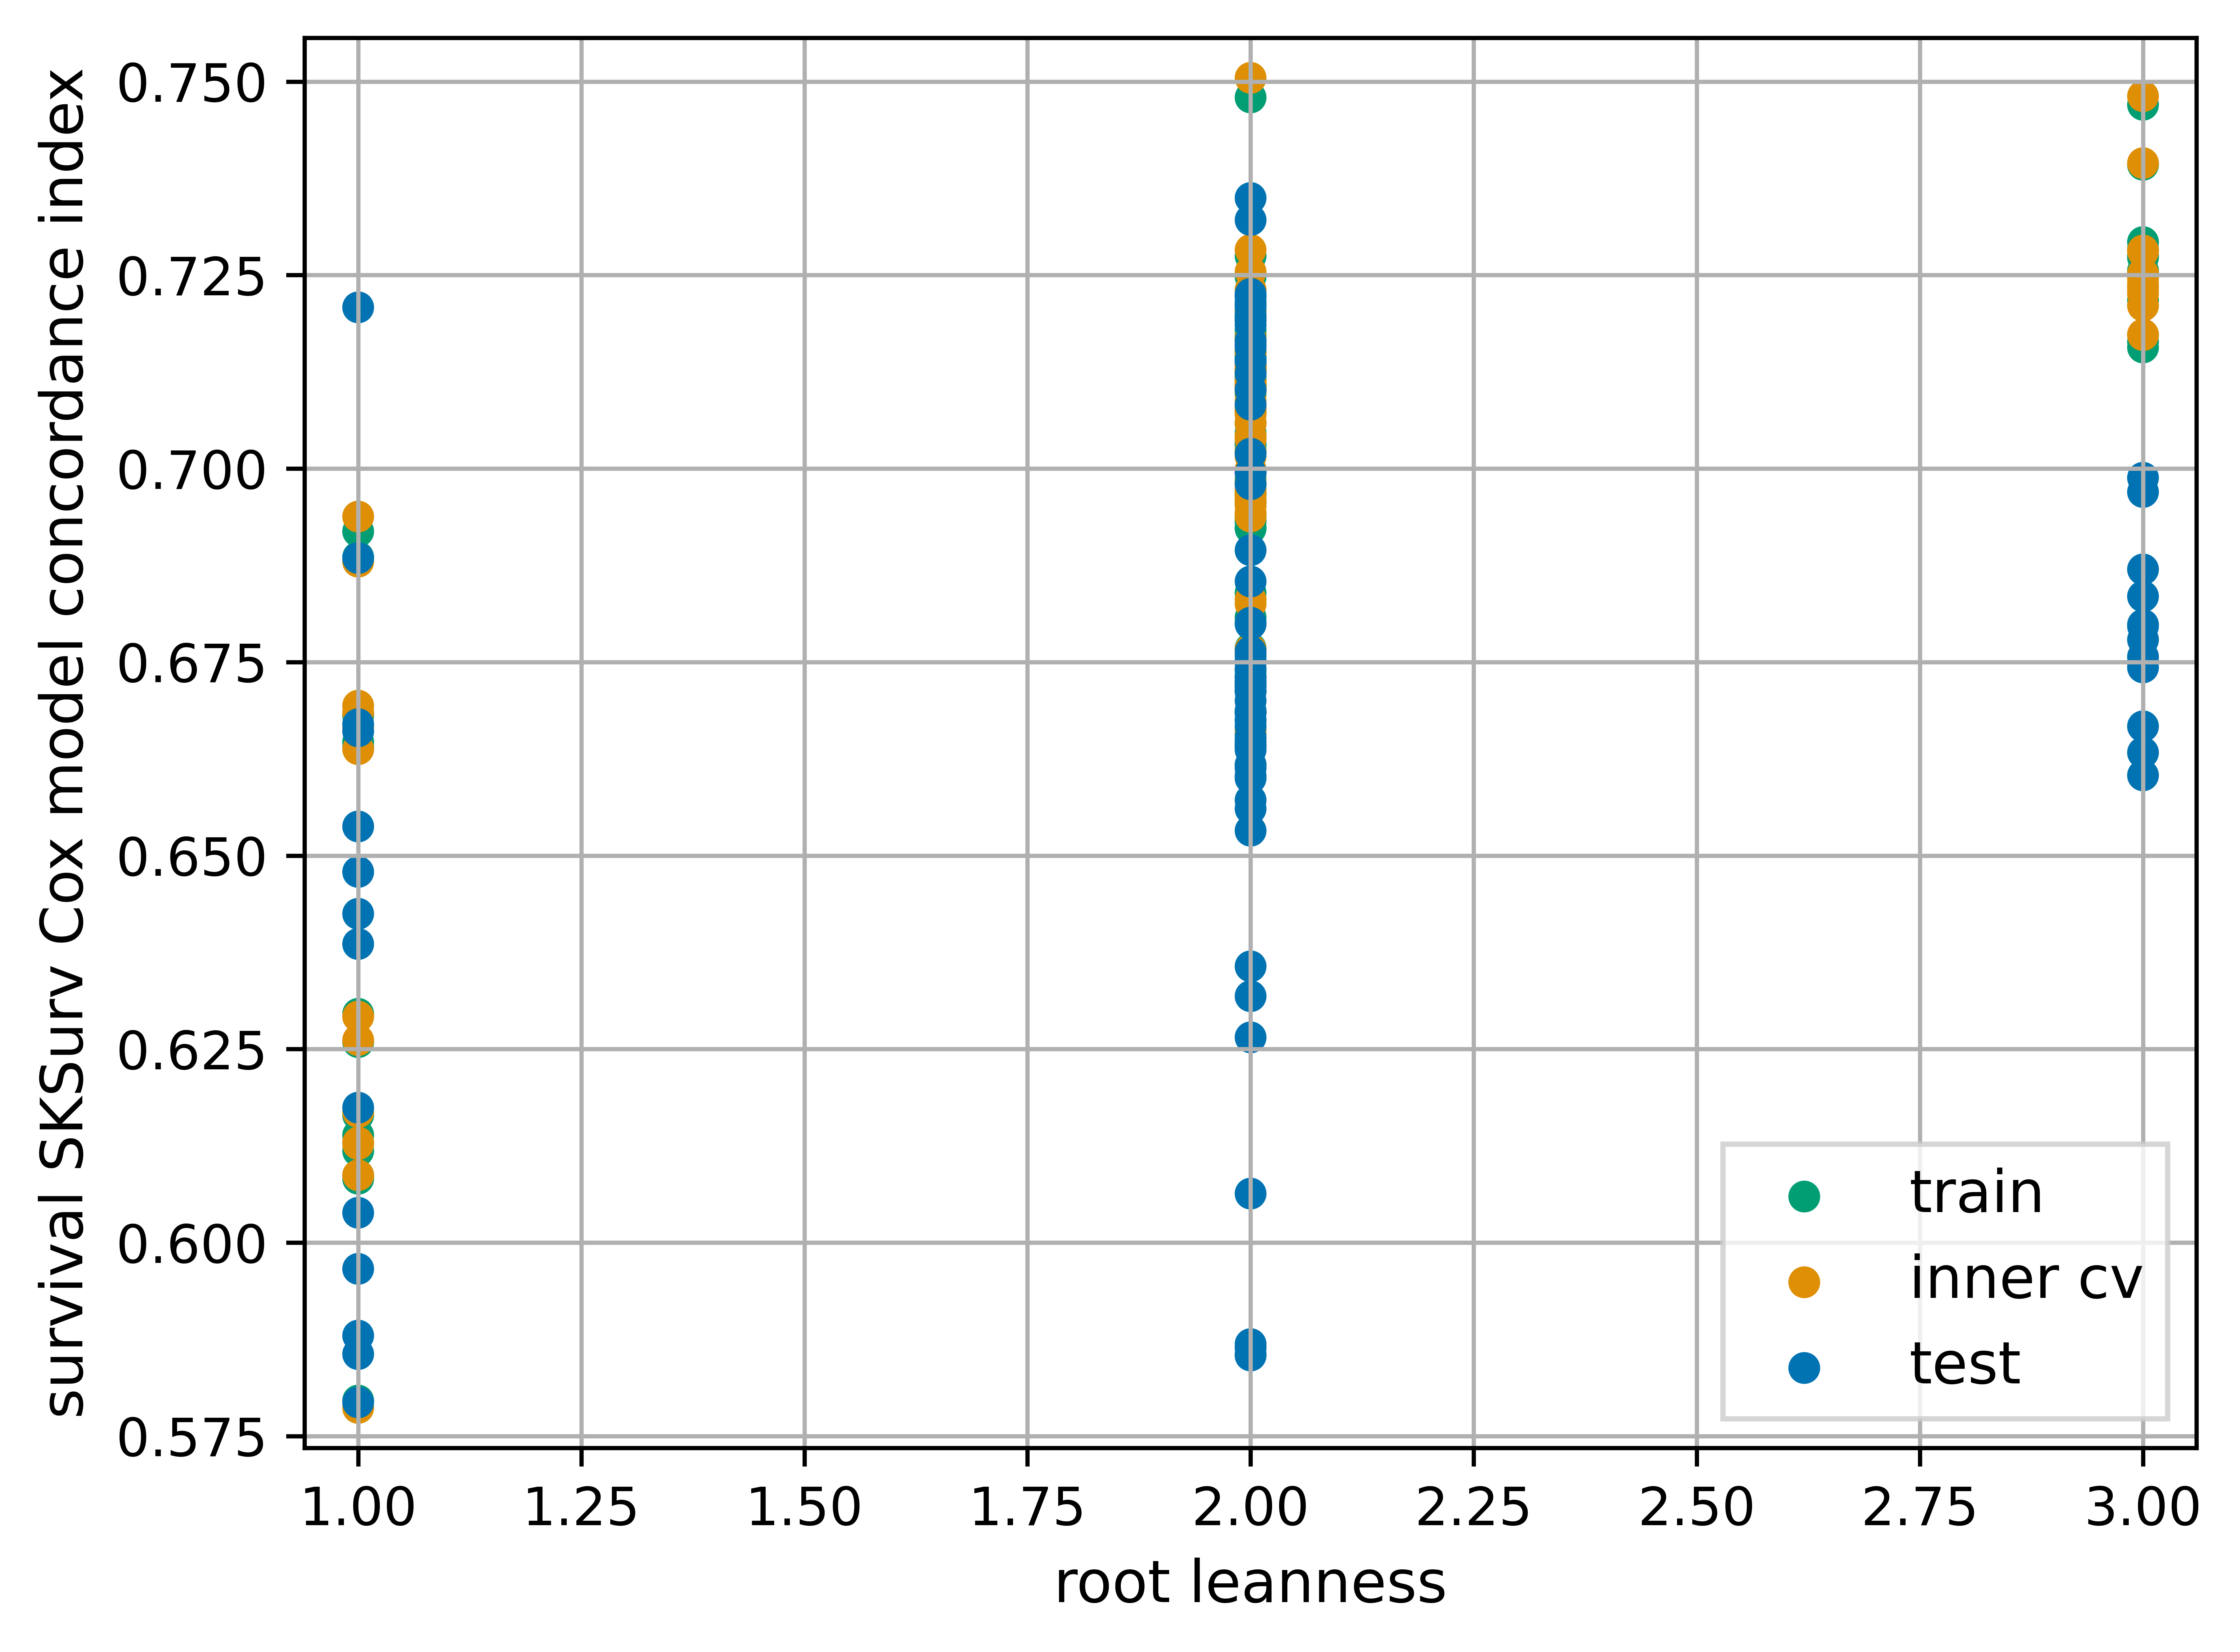 survival SKSurv Cox model concordance index
0.750
0.725
0.700
0.675
0.650
0.625
0.600
0.575
1.00 1.25 1.50 1.75 2.00 2.25 2.50 2.75 3.00
root leanness
train
inner cv
test